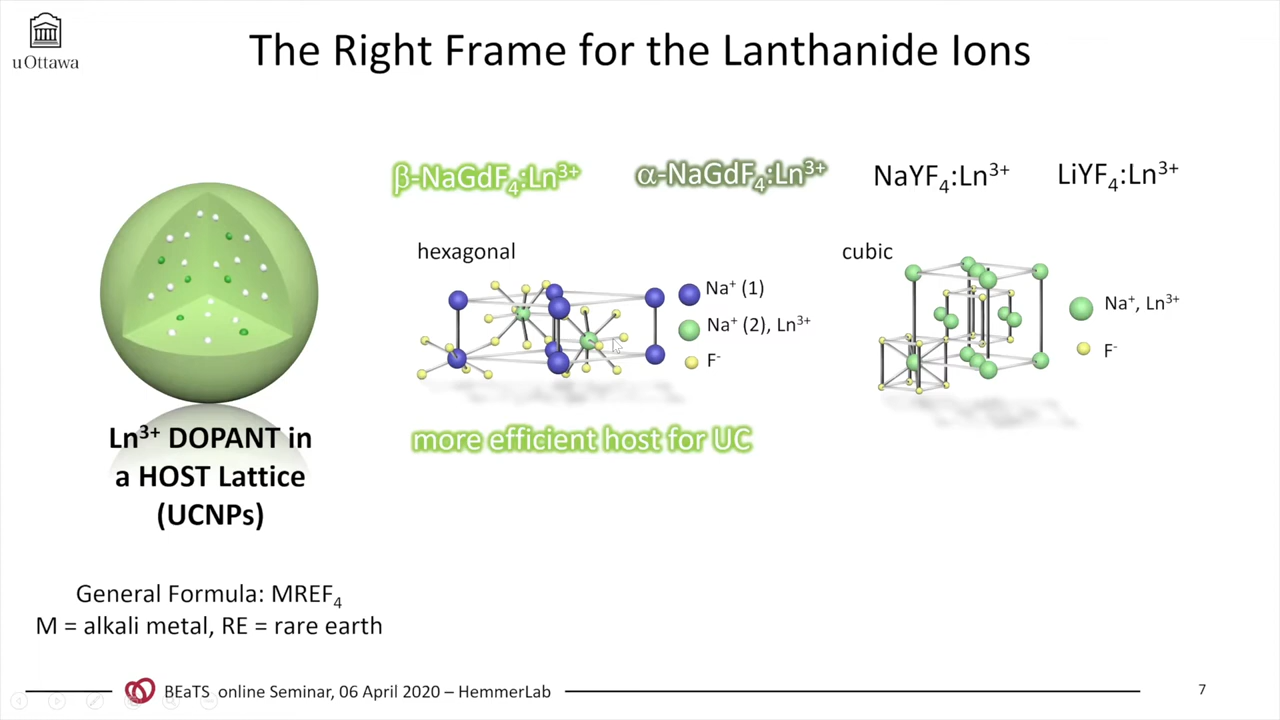 uOttawa
The Right Frame for the Lanthanide Ions
β-NaGdF₄:Ln³⁺
α-NaGdF₄:Ln³⁺
NaYF₄:Ln³⁺
LiYF₄:Ln³⁺
hexagonal
Na⁺ (1)
Na⁺ (2), Ln³⁺
F⁻
cubic
Na⁺, Ln³⁺
F⁻
more efficient host for UC
Ln³⁺ DOPANT in
a HOST Lattice
(UCNPs)
General Formula: MREF₄
M = alkali metal, RE = rare earth
BEaTS online Seminar, 06 April 2020 – HemmerLab
7